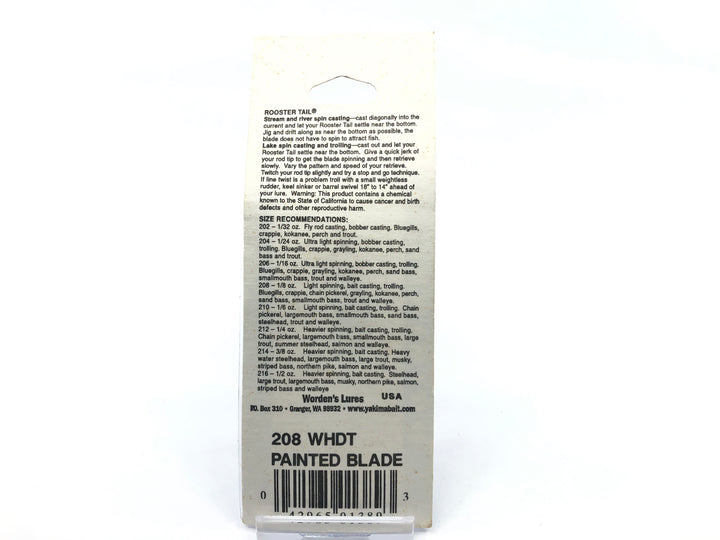 ROOSTER TAIL®
Stream and river spin casting—cast diagonally into the
current and let your Rooster Tail settle near the bottom.
Jig and drift along as near the bottom as possible, the
blade does not have to spin to attract fish.
Lake spin casting and trolling—cast out and let your
Rooster Tail settle near the bottom. Give a quick jerk of
your rod tip to get the blade spinning and then retrieve
slowly. Vary the pattern and speed of your retrieve.
Twitch your rod tip slightly and try a stop and go technique.
If line twist is a problem troll with a small weightless
rudder, keel sinker or barrel swivel 18" to 14" ahead of
your lure. Warning: This product contains a chemical
known to the State of California to cause cancer and birth
defects and other reproductive harm.
SIZE RECOMMENDATIONS:
202 – 1/32 oz. Fly rod casting, bobber casting. Bluegills,
crappie, kokanee, perch and trout.
204 – 1/24 oz. Ultra light spinning, bobber casting,
trolling. Bluegills, crappie, grayling, kokanee, perch, sand
bass and trout.
206 – 1/16 oz. Ultra light spinning, bobber casting, trolling.
Bluegills, crappie, grayling, kokanee, perch, sand bass,
smallmouth bass, trout and walleye.
208 – 1/8 oz. Light spinning, bait casting, trolling.
Bluegills, crappie, chain pickerel, grayling, kokanee, perch,
sand bass, smallmouth bass, trout and walleye.
210 – 1/6 oz. Light spinning, bait casting, trolling. Chain
pickerel, largemouth bass, smallmouth bass, sand bass,
steelhead, trout and walleye.
212 – 1/4 oz. Heavier spinning, bait casting, trolling.
Chain pickerel, largemouth bass, smallmouth bass, large
trout, summer steelhead, salmon and walleye.
214 – 3/8 oz. Heavier spinning, bait casting. Heavy
water steelhead, largemouth bass, large trout, musky,
striped bass, northern pike, salmon and walleye.
216 – 1/2 oz. Heavier spinning, bait casting. Steelhead,
large trout, largemouth bass, musky, northern pike, salmon,
striped bass and walleye
Worden's Lures USA
P.O. Box 310 • Granger, WA 98932 • www.yakimabait.com
208 WHDT
PAINTED BLADE
0 42965 01289 3